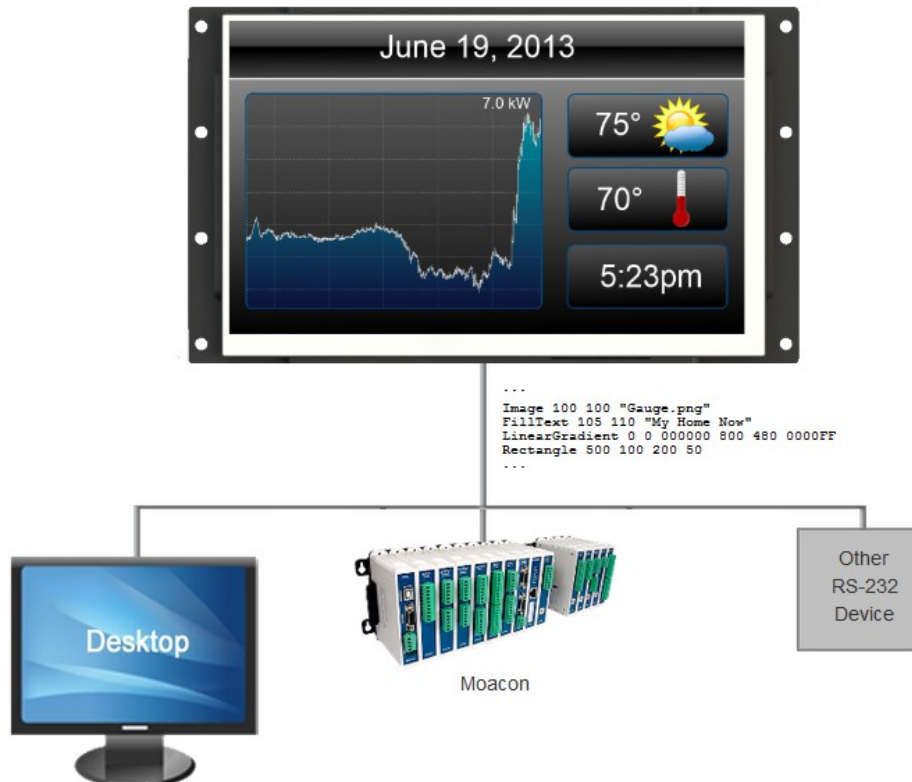 June 19, 2013
7.0 kW
75°
70°
5:23pm
...
Image 100 100 "Gauge.png"
FillText 105 110 "My Home Now"
LinearGradient 0 0 000000 800 480 0000FF
Rectangle 500 100 200 50
...
Desktop
Moacon
Other
RS-232
Device